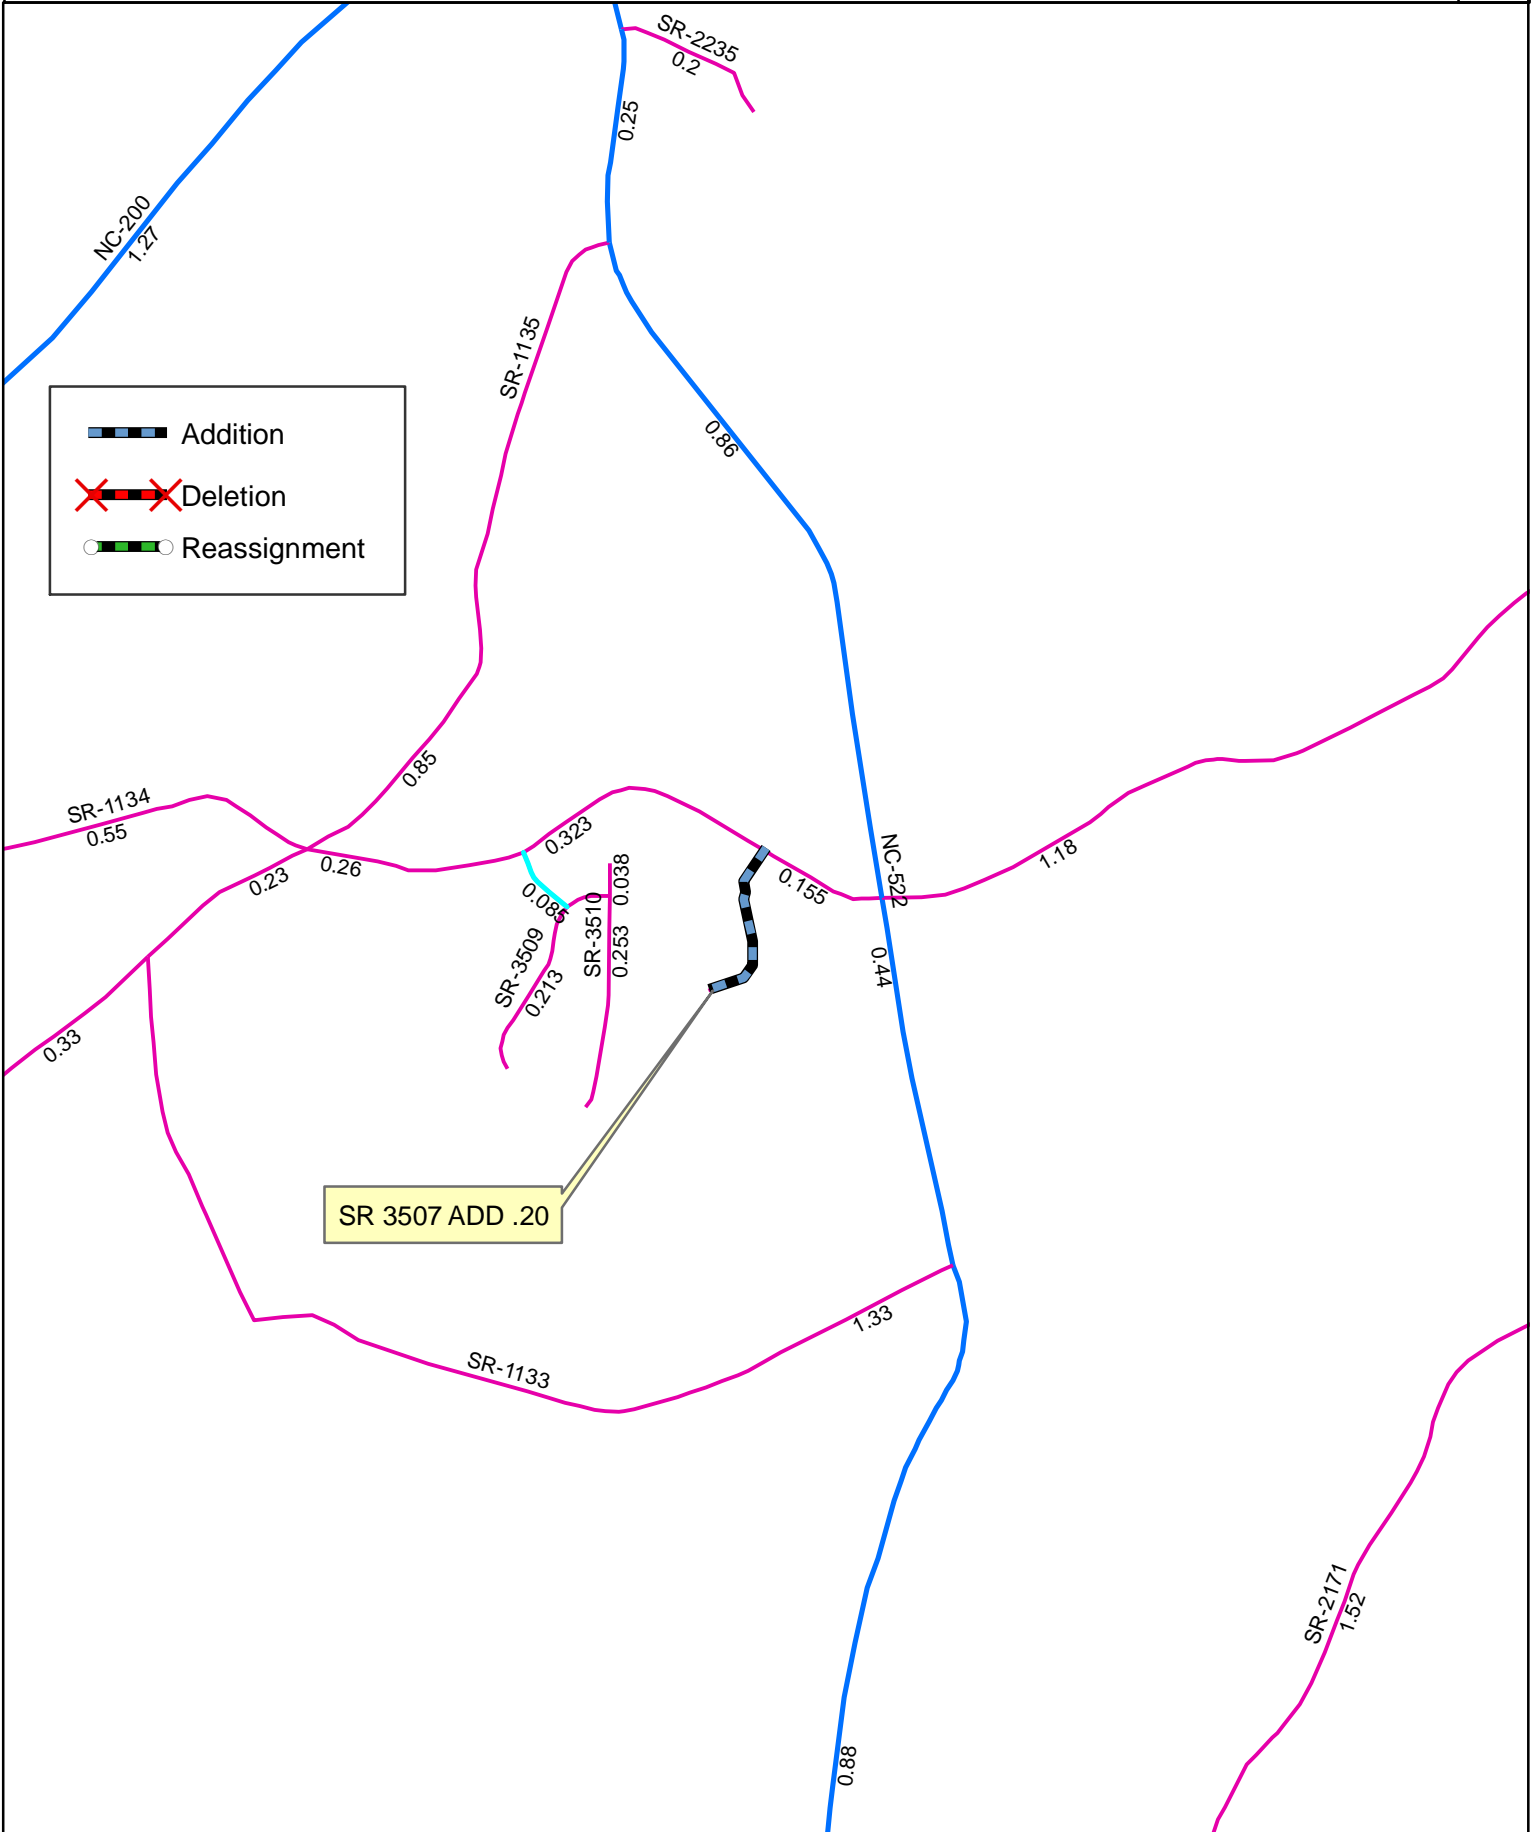 SR-2235
0.2
0.25
NC-200
1.27
SR-1135
0.86
Addition
Deletion
Reassignment
0.85
SR-1134
0.55
0.26
0.323
0.23
0.038
0.155
NC-522
1.18
0.085
SR-3510
0.253
SR-3509
0.213
0.44
0.33
SR 3507 ADD .20
1.33
SR-1133
SR-2171
1.52
0.88